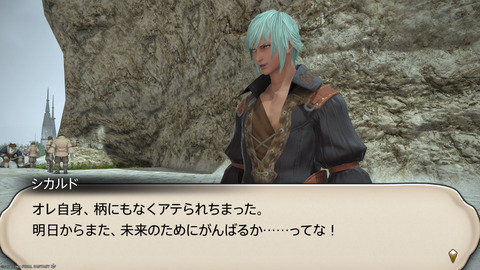 シカルド
オレ自身、柄にもなくアテられちまった。
明日からまた、未来のためにがんばるか……ってな！